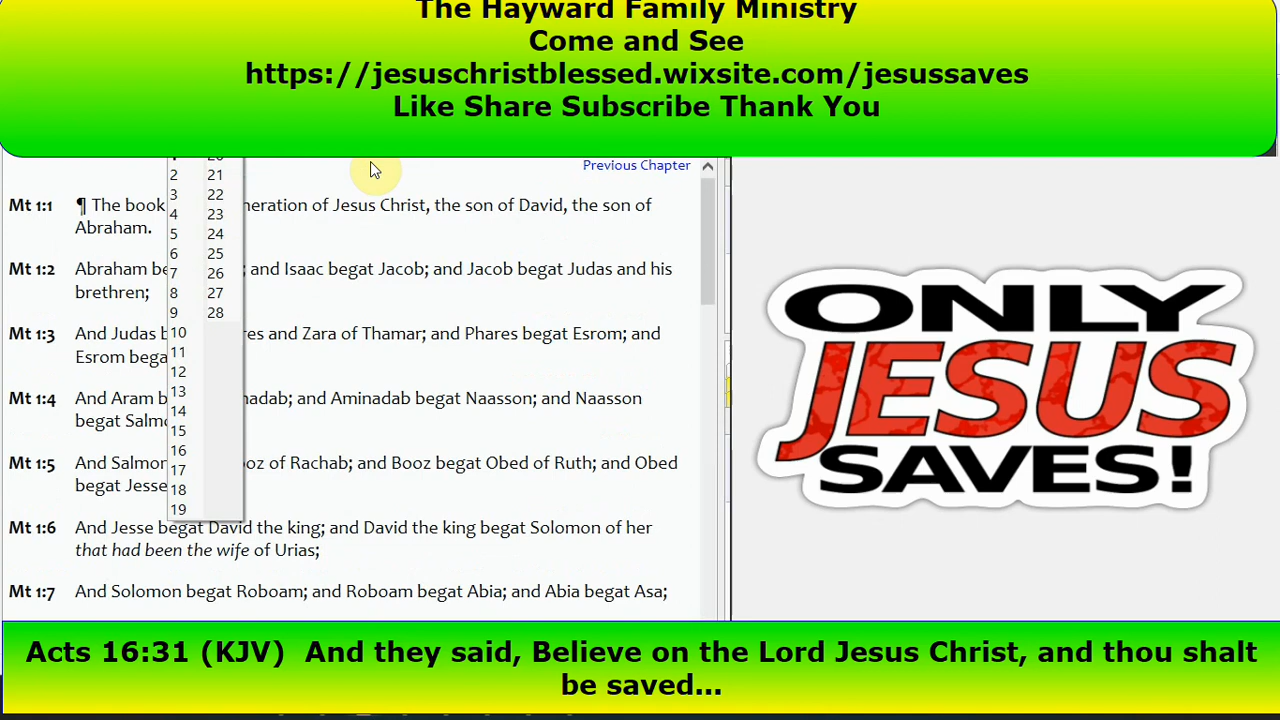 The Hayward Family Ministry
Come and See
https://jesuschristblessed.wixsite.com/jesussaves
Like Share Subscribe Thank You
Previous Chapter
2 21
3 22
4 23
5 24
6 25
7 26
8 27
9 28
10
11
12
13
14
15
16
17
18
19
Mt 1:1 ¶ The book neration of Jesus Christ, the son of David, the son of
Abraham.
Mt 1:2 Abraham be ; and Isaac begat Jacob; and Jacob begat Judas and his
brethren;
Mt 1:3 And Judas b res and Zara of Thamar; and Phares begat Esrom; and
Esrom bega
Mt 1:4 And Aram b nadab; and Aminadab begat Naasson; and Naasson
begat Salmo
Mt 1:5 And Salmon ooz of Rachab; and Booz begat Obed of Ruth; and Obed
begat Jesse
Mt 1:6 And Jesse begat David the king; and David the king begat Solomon of her
that had been the wife of Urias;
Mt 1:7 And Solomon begat Roboam; and Roboam begat Abia; and Abia begat Asa;
ONLY
JESUS
SAVES!
Acts 16:31 (KJV) And they said, Believe on the Lord Jesus Christ, and thou shalt
be saved...